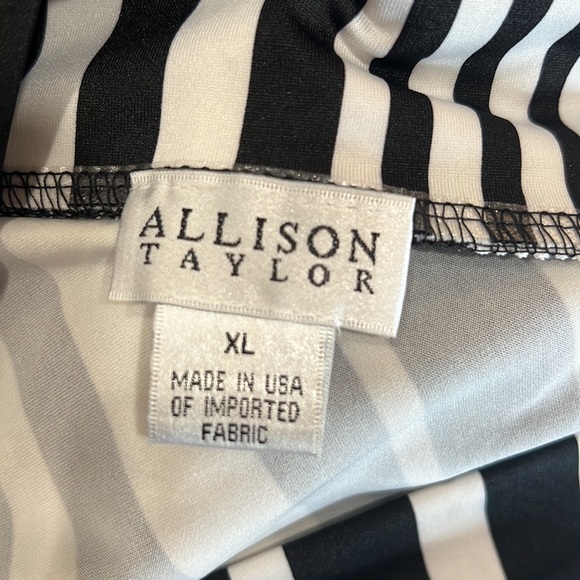 ALLISON
TAYLOR
XL
MADE IN USA
OF IMPORTED
FABRIC